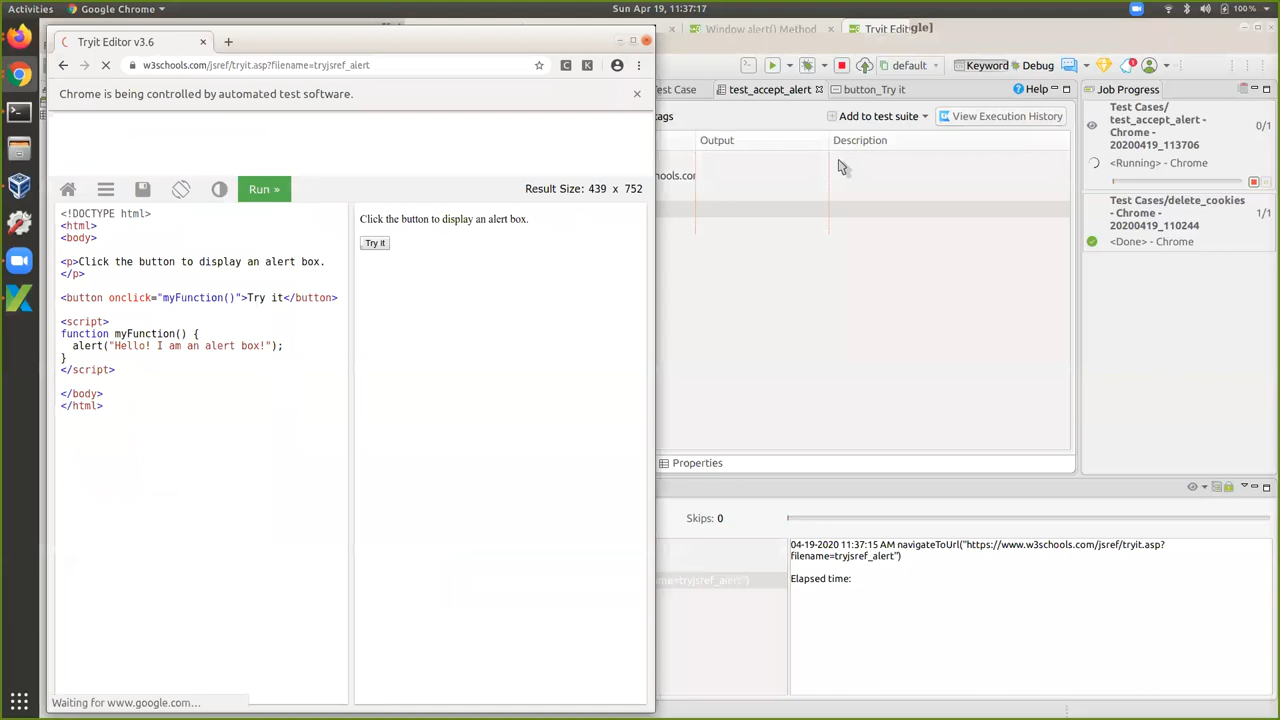 Activities
Google Chrome
Sun Apr 19, 11:37:17
100 %
Tryit Editor v3.6
Window alert() Method
Tryit Edit
gle]
w3schools.com/jsref/tryit.asp?filename=tryjsref_alert
default
Keyword
Debug
Chrome is being controlled by automated test software.
st Case
test_accept_alert
button_Try it
Help
Job Progress
tags
Add to test suite
View Execution History
Output
Description
Test Cases/
test_accept_alert -
Chrome -
20200419_113706
0/1
<Running> - Chrome
hools.con
Run »
Result Size: 439 x 752
Test Cases/delete_cookies
- Chrome -
20200419_110244
<Done> - Chrome
<!DOCTYPE html>
<html>
<body>
<p>Click the button to display an alert box.
</p>
<button onclick="myFunction()">Try it</button>
<script>
function myFunction() {
alert("Hello! I am an alert box!");
}
</script>
</body>
</html>
Click the button to display an alert box.
Try it
Properties
Skips: 0
04-19-2020 11:37:15 AM navigateToUrl("https://www.w3schools.com/jsref/tryit.asp?
filename=tryjsref_alert")
Elapsed time:
me=tryjsref_alert")
Waiting for www.google.com...